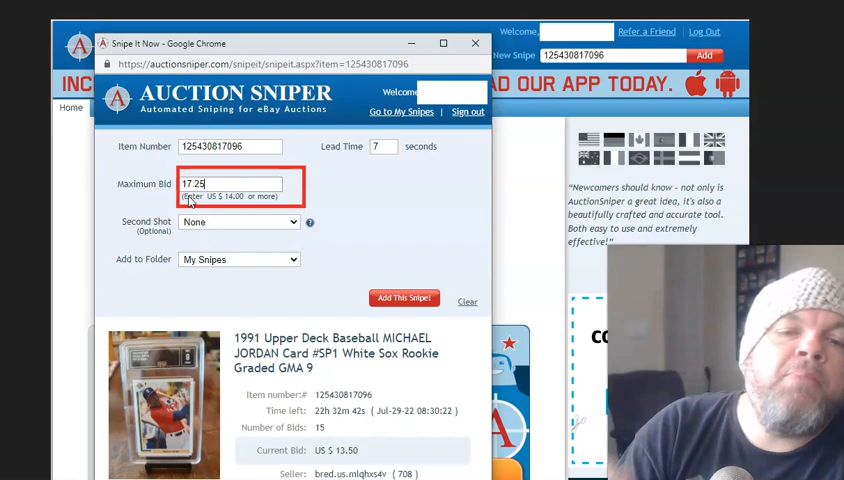 Snipe It Now - Google Chrome
https://auctionsniper.com/snipeit/snipeit.aspx?item=125430817096
AUCTION SNIPER
Automated Sniping for eBay Auctions
Welcome
Go to My Snipes | Sign out
Item Number 125430817096 Lead Time 7 seconds
Maximum Bid 17.25
(Enter US $ 14.00 or more)
Second Shot None
(Optional)
Add to Folder My Snipes
Add This Snipe!
Clear
1991 Upper Deck Baseball MICHAEL
JORDAN Card #SP1 White Sox Rookie
Graded GMA 9
Item number:# 125430817096
Time left: 22h 32m 42s ( Jul-29-22 08:30:22 )
Number of Bids: 15
Current Bid: US $ 13.50
Seller: bred.us.mlqhxs4v ( 708 )
Welcome,
Refer a Friend | Log Out
New Snipe 125430817096 Add
INC
AD OUR APP TODAY.
Home
“Newcomers should know - not only is
AuctionSniper a great idea, it's also a
beautifully crafted and accurate tool.
Both easy to use and extremely
effective!”